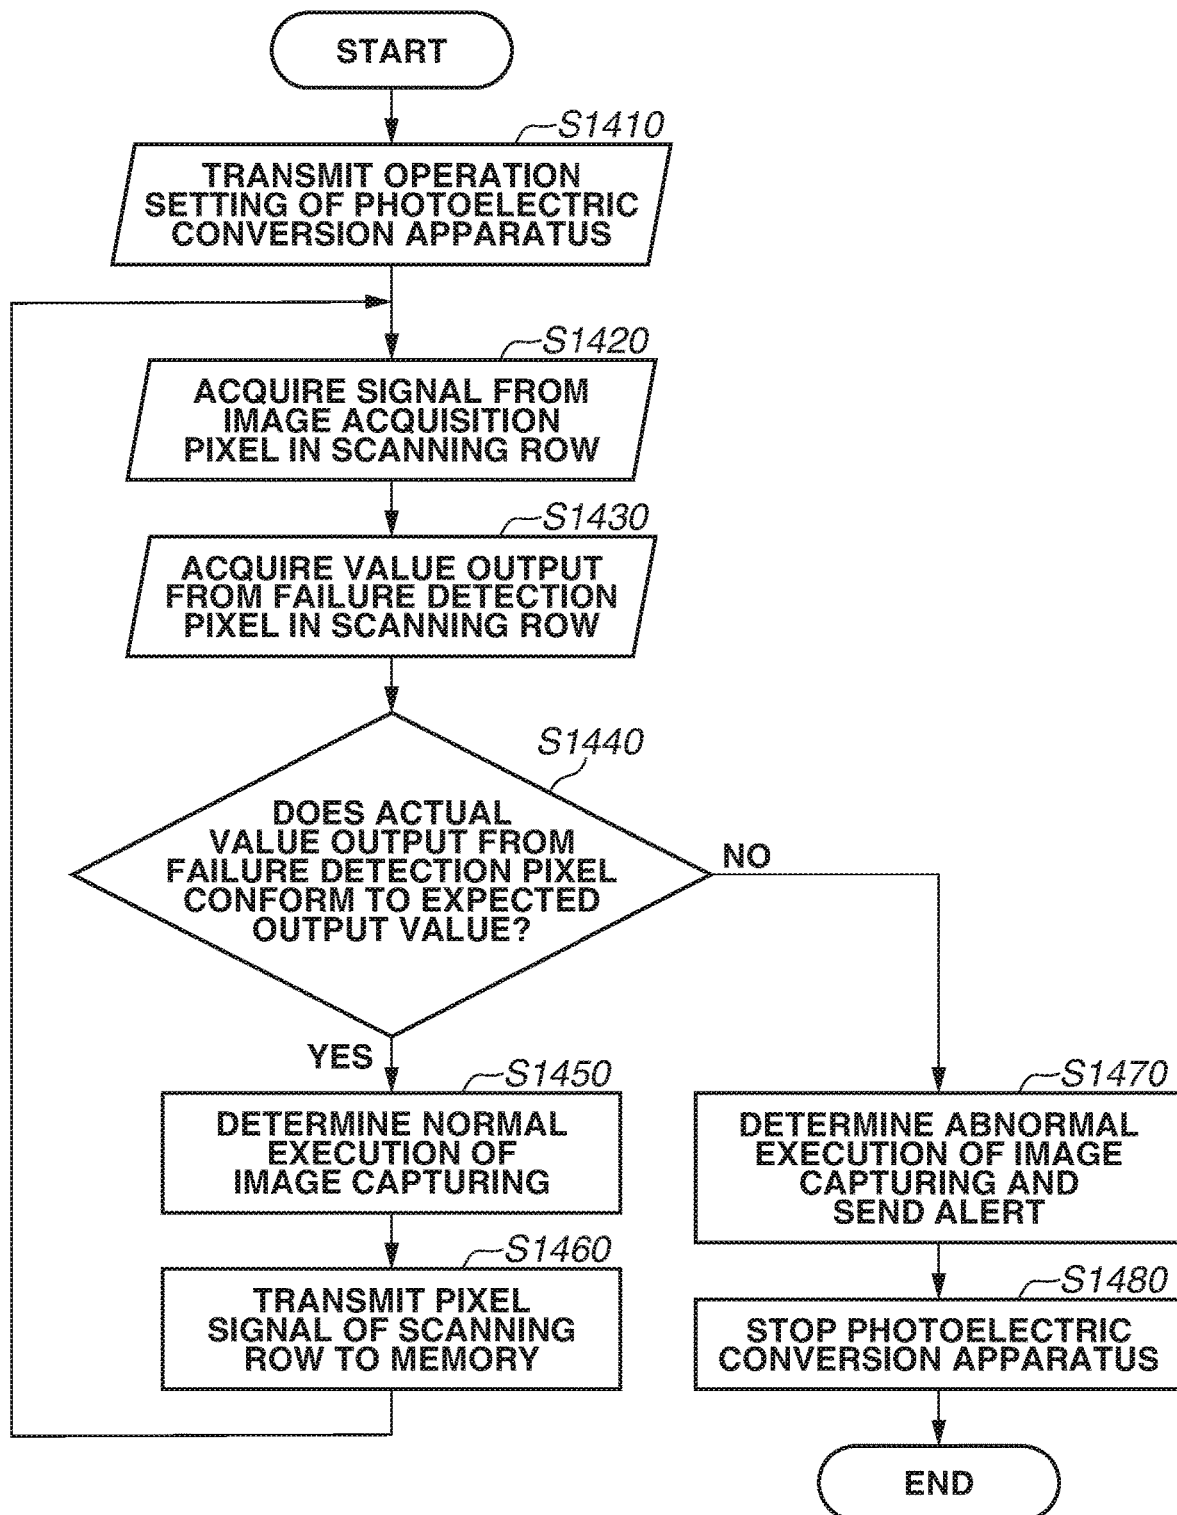 START
S1410
TRANSMIT OPERATION
SETTING OF PHOTOELECTRIC
CONVERSION APPARATUS
S1420
ACQUIRE SIGNAL FROM
IMAGE ACQUISITION
PIXEL IN SCANNING ROW
S1430
ACQUIRE VALUE OUTPUT
FROM FAILURE DETECTION
PIXEL IN SCANNING ROW
S1440
DOES ACTUAL
VALUE OUTPUT FROM
FAILURE DETECTION PIXEL
CONFORM TO EXPECTED
OUTPUT VALUE?
NO
YES
S1450
DETERMINE NORMAL
EXECUTION OF
IMAGE CAPTURING
S1460
TRANSMIT PIXEL
SIGNAL OF SCANNING
ROW TO MEMORY
S1470
DETERMINE ABNORMAL
EXECUTION OF IMAGE
CAPTURING AND
SEND ALERT
S1480
STOP PHOTOELECTRIC
CONVERSION APPARATUS
END